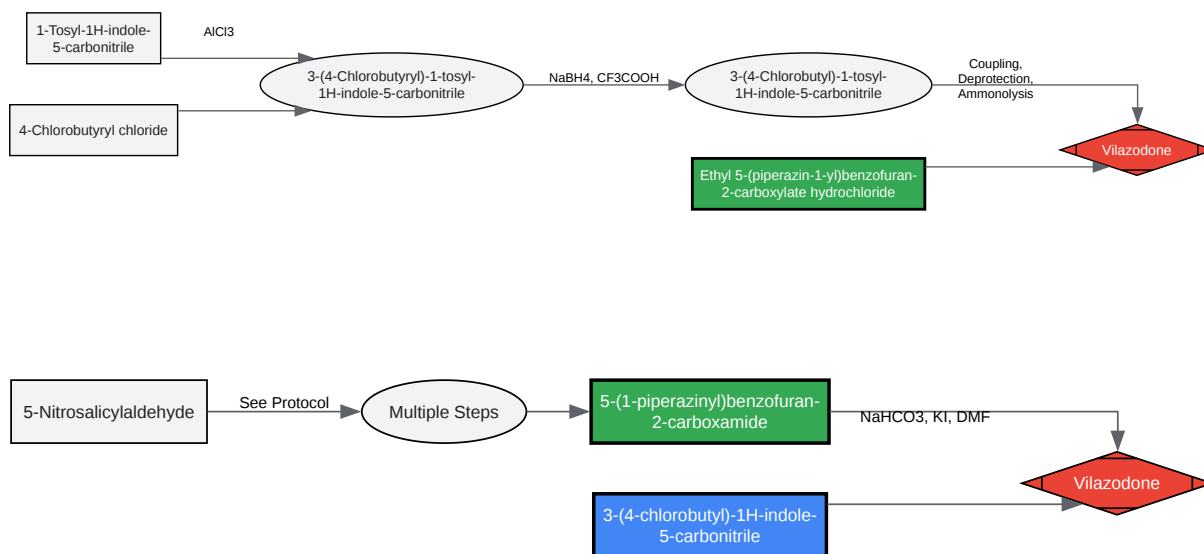 1-Tosyl-1H-indole-
5-carbonitrile
AlCl3
4-Chlorobutyryl chloride
3-(4-Chlorobutyryl)-1-tosyl-
1H-indole-5-carbonitrile
NaBH4, CF3COOH
3-(4-Chlorobutyl)-1-tosyl-
1H-indole-5-carbonitrile
Coupling,
Deprotection,
Ammonolysis
Ethyl 5-(piperazin-1-yl)benzofuran-
2-carboxylate hydrochloride
Vilazodone
5-Nitrosalicylaldehyde
See Protocol
Multiple Steps
5-(1-piperazinyl)benzofuran-
2-carboxamide
NaHCO3, KI, DMF
3-(4-chlorobutyl)-1H-indole-
5-carbonitrile
Vilazodone